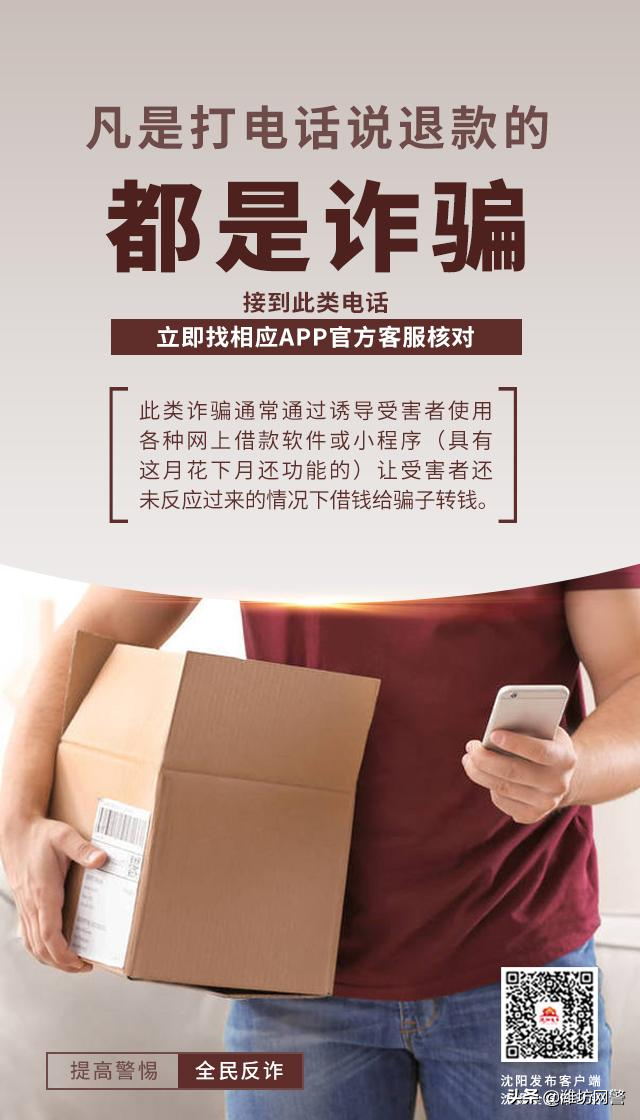 凡是打电话说退款的
都是诈骗
接到此类电话
立即找相应APP官方客服核对
此类诈骗通常通过诱导受害者使用
各种网上借款软件或小程序（具有
这月花下月还功能的）让受害者还
未反应过来的情况下借钱给骗子转钱。
提高警惕 全民反诈
沈阳发布客户端
头条 @潍坊网警